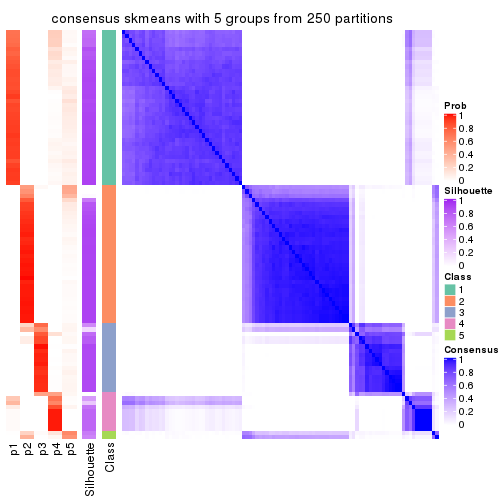 consensus skmeans with 5 groups from 250 partitions
Prob
1
0.8
0.6
0.4
0.2
0
Silhouette
1
0.8
0.6
0.4
0.2
0
Class
1
2
3
4
5
Consensus
1
0.8
0.6
0.4
0.2
0
p1
p2
p3
p4
p5
Silhouette
Class